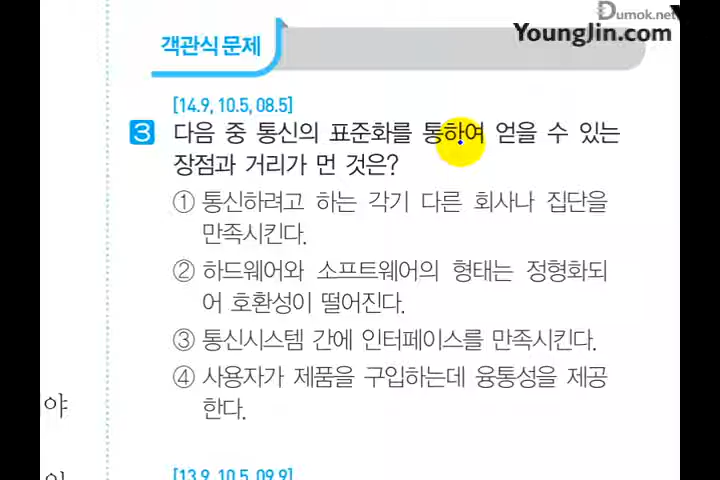 Dumok.net
YoungJin.com
객관식 문제
[14.9, 10.5, 08.5]
3 다음 중 통신의 표준화를 통하여 얻을 수 있는
장점과 거리가 먼 것은?
① 통신하려고 하는 각기 다른 회사나 집단을
만족시킨다.
② 하드웨어와 소프트웨어의 형태는 정형화되
어 호환성이 떨어진다.
③ 통신시스템 간에 인터페이스를 만족시킨다.
④ 사용자가 제품을 구입하는데 융통성을 제공
한다.
야
[13.9, 10.5, 09.9]